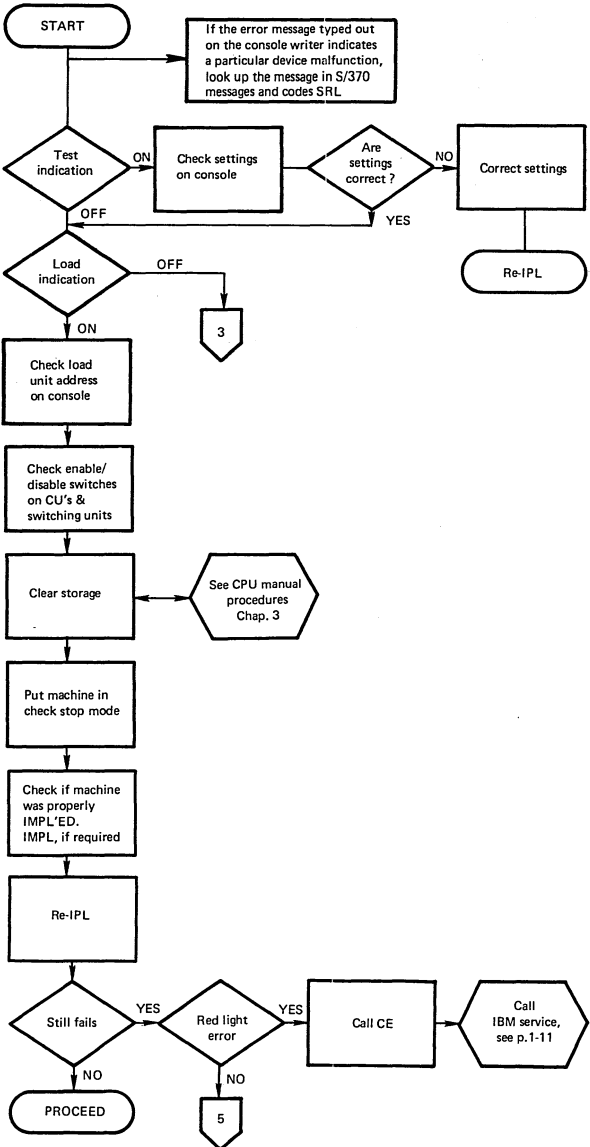 START
If the error message typed out
on the console writer indicates
a particular device malfunction,
look up the message in S/370
messages and codes SRL
Test
indication
ON
Check settings
on console
Are
settings
correct ?
NO
Correct settings
OFF
YES
Re-IPL
Load
indication
OFF
3
ON
Check load
unit address
on console
Check enable/
disable switches
on CU's &
switching units
Clear storage
See CPU manual
procedures
Chap. 3
Put machine in
check stop mode
Check if machine
was properly
IMPL'ED.
IMPL, if required
Re-IPL
Still fails
YES
Red light
error
YES
Call CE
Call
IBM service,
see p.1-11
NO
PROCEED
NO
5